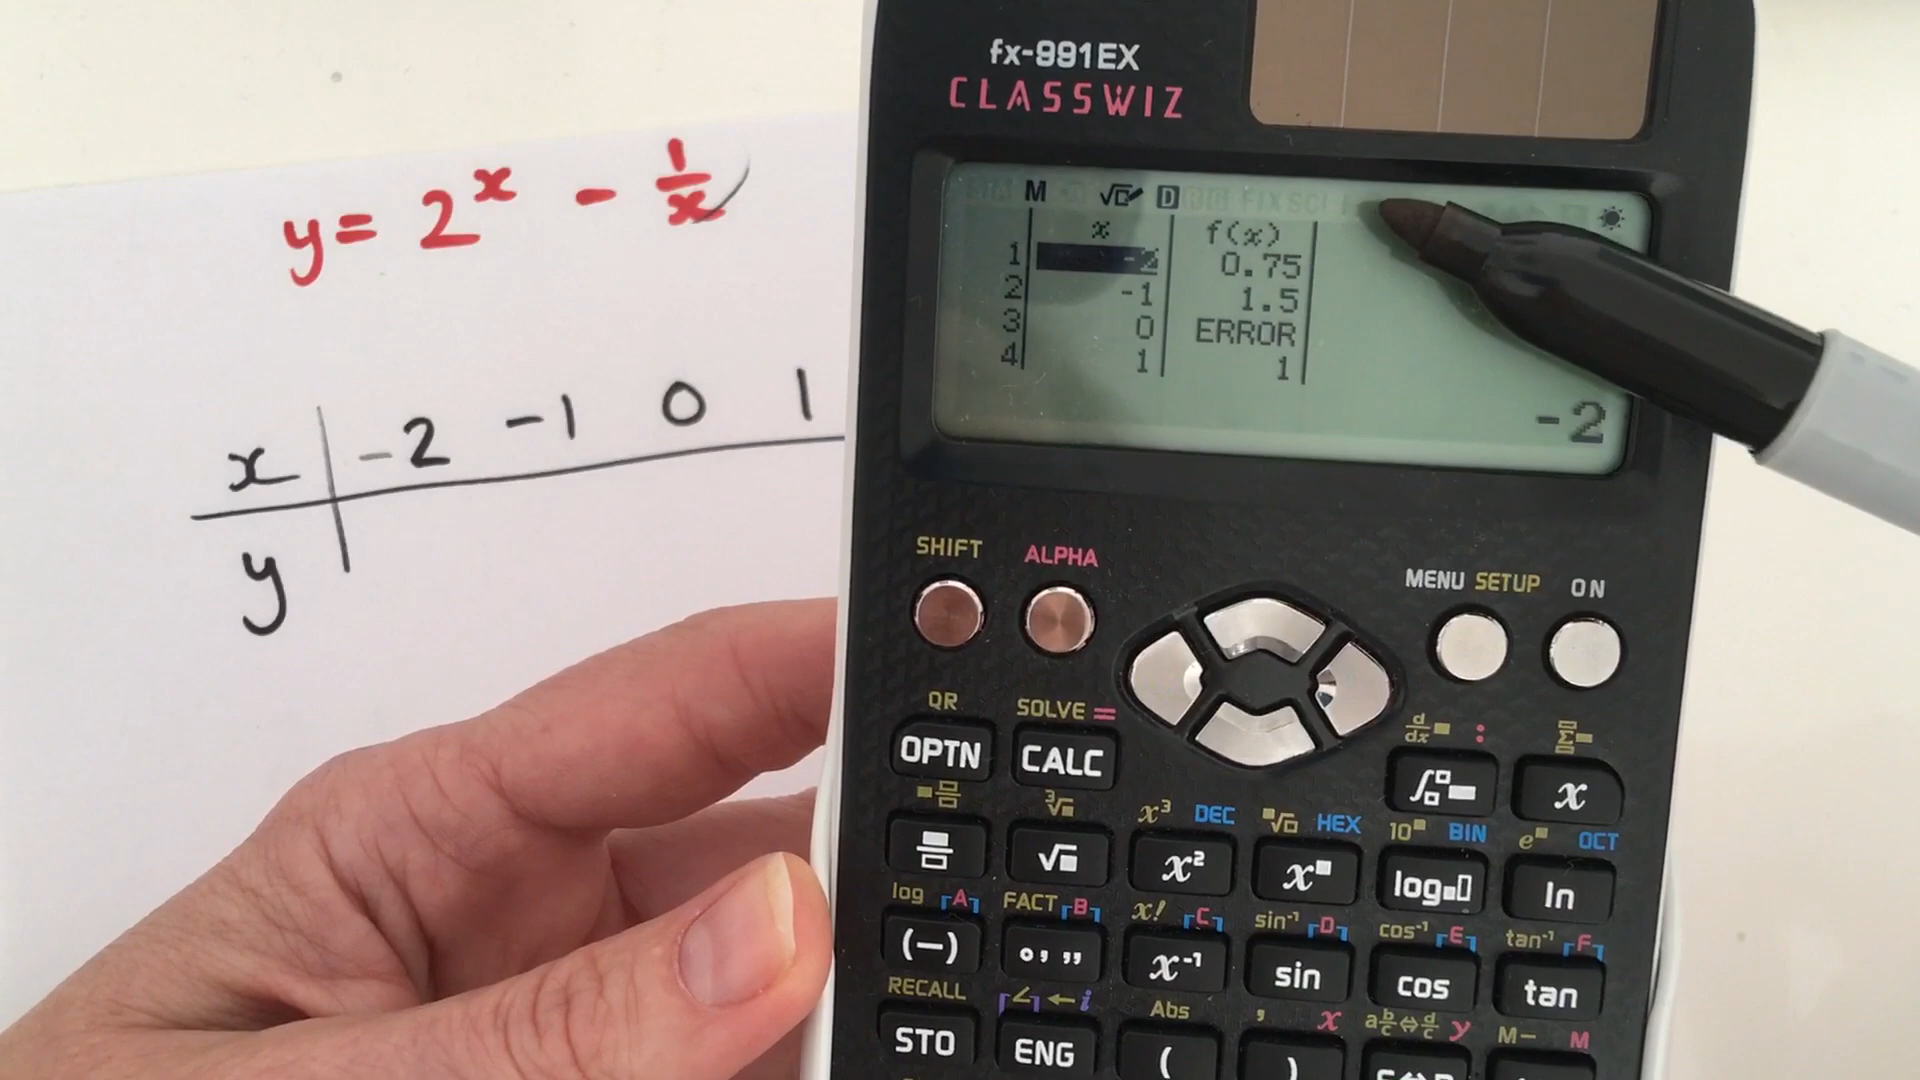 y = 2^x - 1/x
x -2 -1 0 1
y
fx-991EX
CLASSWIZ
M √ D FIX SCI
x f(x)
1 -2 0.75
2 -1 1.5
3 0 ERROR
4 1 1
-2
SHIFT ALPHA MENU SETUP ON
QR SOLVE = d/dx :
OPTN CALC x
x³ DEC HEX 10 BIN e OCT
√ x² x log ln
log A FACT B x! C sin⁻¹ D cos⁻¹ E tan⁻¹ F
(−) ° ’ ” x⁻¹ sin cos tan
RECALL ∠ ← i Abs , x a b/c⇔d/c y M− M
STO ENG ( )